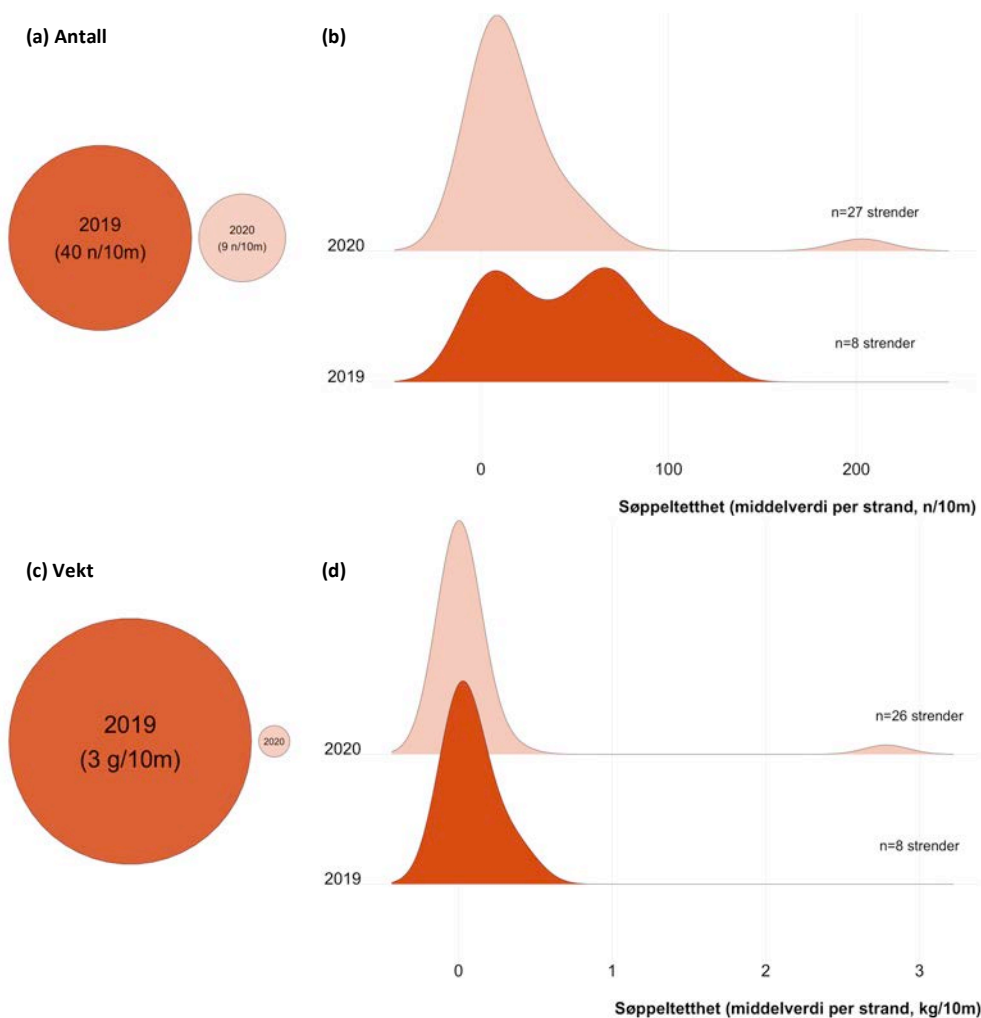 (a) Antall
(b)
2019
(40 n/10m)
2020
(9 n/10m)
n=27 strender
2020
n=8 strender
2019
0
100
200
Søppeltetthet (middelverdi per strand, n/10m)
(c) Vekt
(d)
2019
(3 g/10m)
2020
n=26 strender
2020
n=8 strender
2019
0
1
2
3
Søppeltetthet (middelverdi per strand, kg/10m)